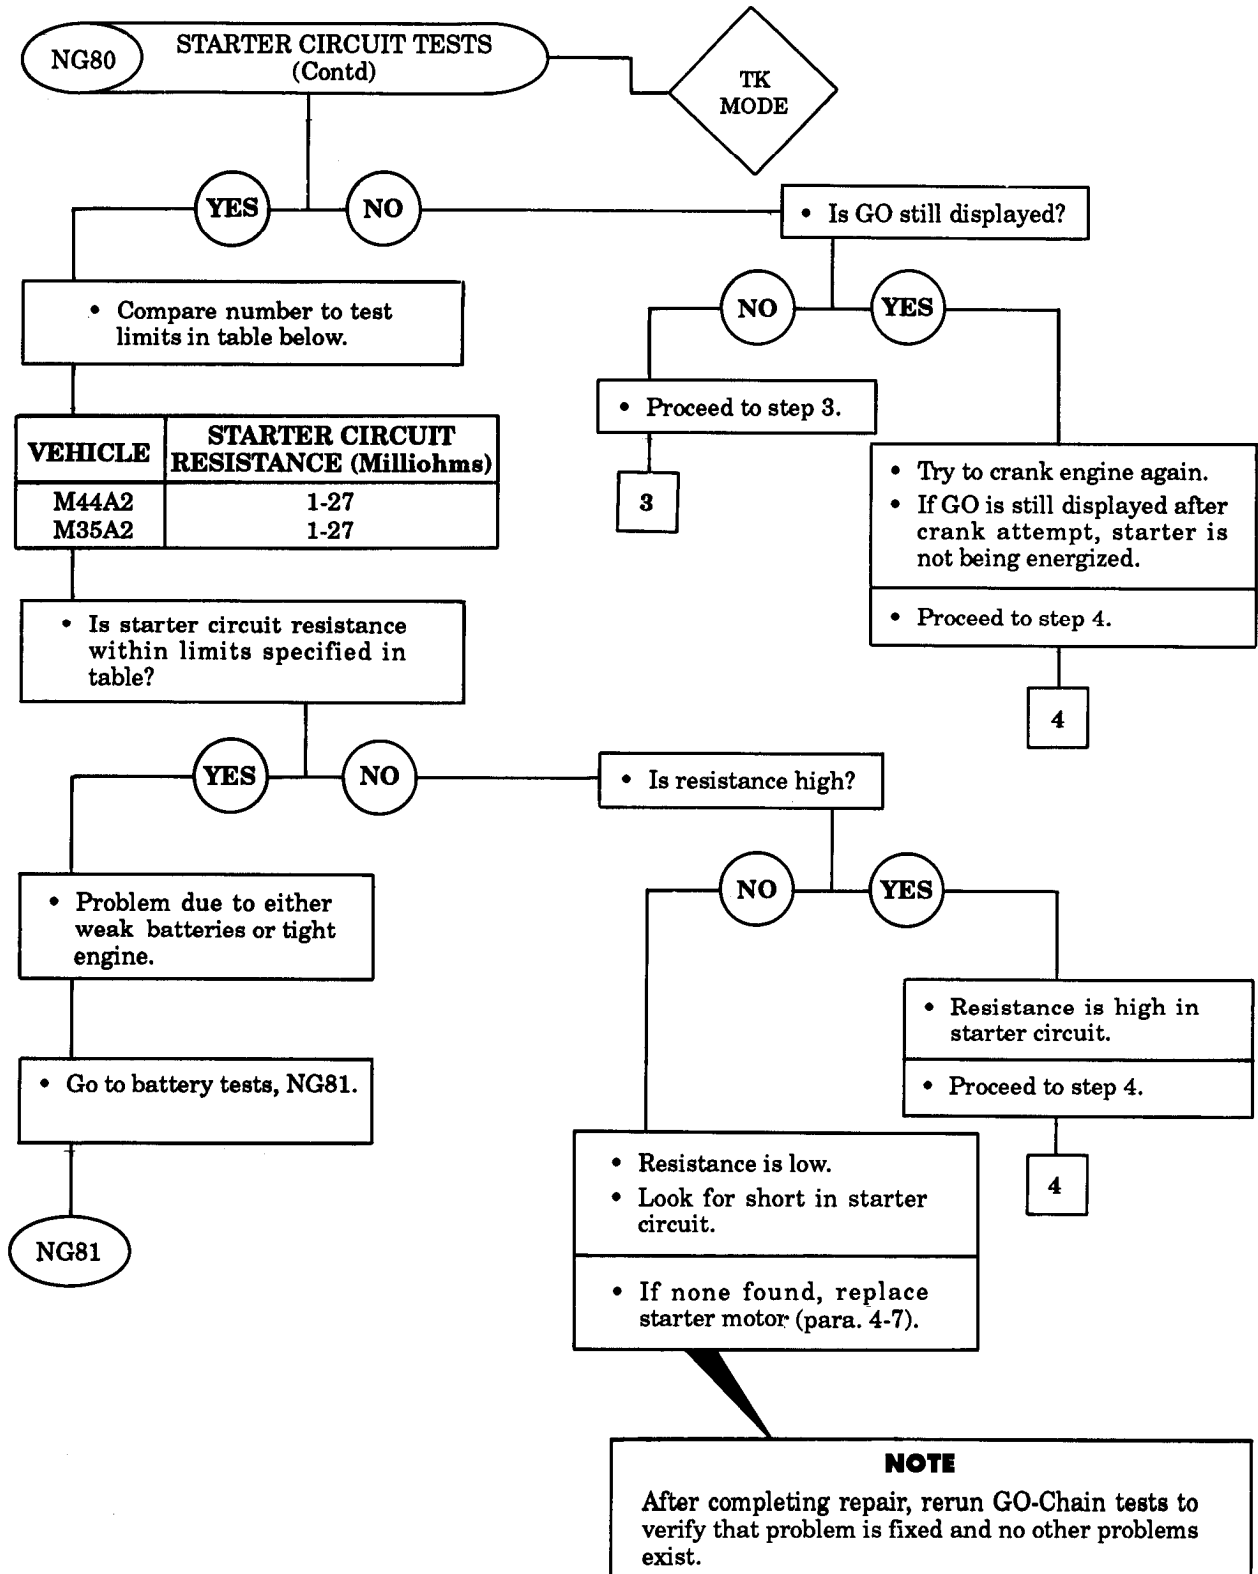 NG80
STARTER CIRCUIT TESTS
(Contd)
TK
MODE
YES
NO
• Is GO still displayed?
NO
YES
• Compare number to test
limits in table below.
• Proceed to step 3.
3
VEHICLE
STARTER CIRCUIT
RESISTANCE (Milliohms)
M44A2 1-27
M35A2 1-27
• Try to crank engine again.
• If GO is still displayed after
crank attempt, starter is
not being energized.
• Proceed to step 4.
4
• Is starter circuit resistance
within limits specified in
table?
YES
NO
• Is resistance high?
NO
YES
• Problem due to either
weak batteries or tight
engine.
• Go to battery tests, NG81.
NG81
• Resistance is high in
starter circuit.
• Proceed to step 4.
4
• Resistance is low.
• Look for short in starter
circuit.
• If none found, replace
starter motor (para. 4-7).
NOTE
After completing repair, rerun GO-Chain tests to
verify that problem is fixed and no other problems
exist.